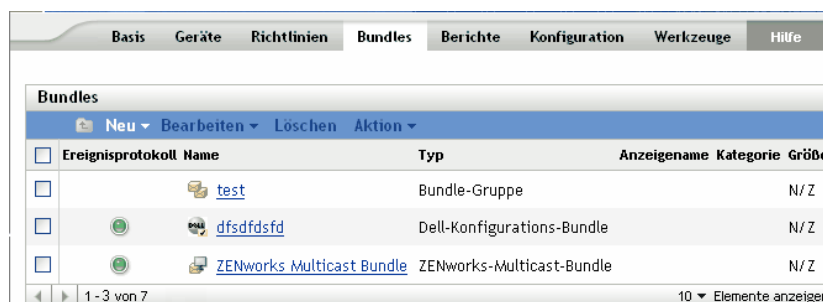 Basis Geräte Richtlinien Bundles Berichte Konfiguration Werkzeuge Hilfe
Bundles
Neu Bearbeiten Löschen Aktion
Ereignisprotokoll Name Typ Anzeigename Kategorie Größe
test Bundle-Gruppe N/Z
DELL dfsdfdsfd Dell-Konfigurations-Bundle N/Z
ZENworks Multicast Bundle ZENworks-Multicast-Bundle N/Z
1 - 3 von 7 10 Elemente anzeigen